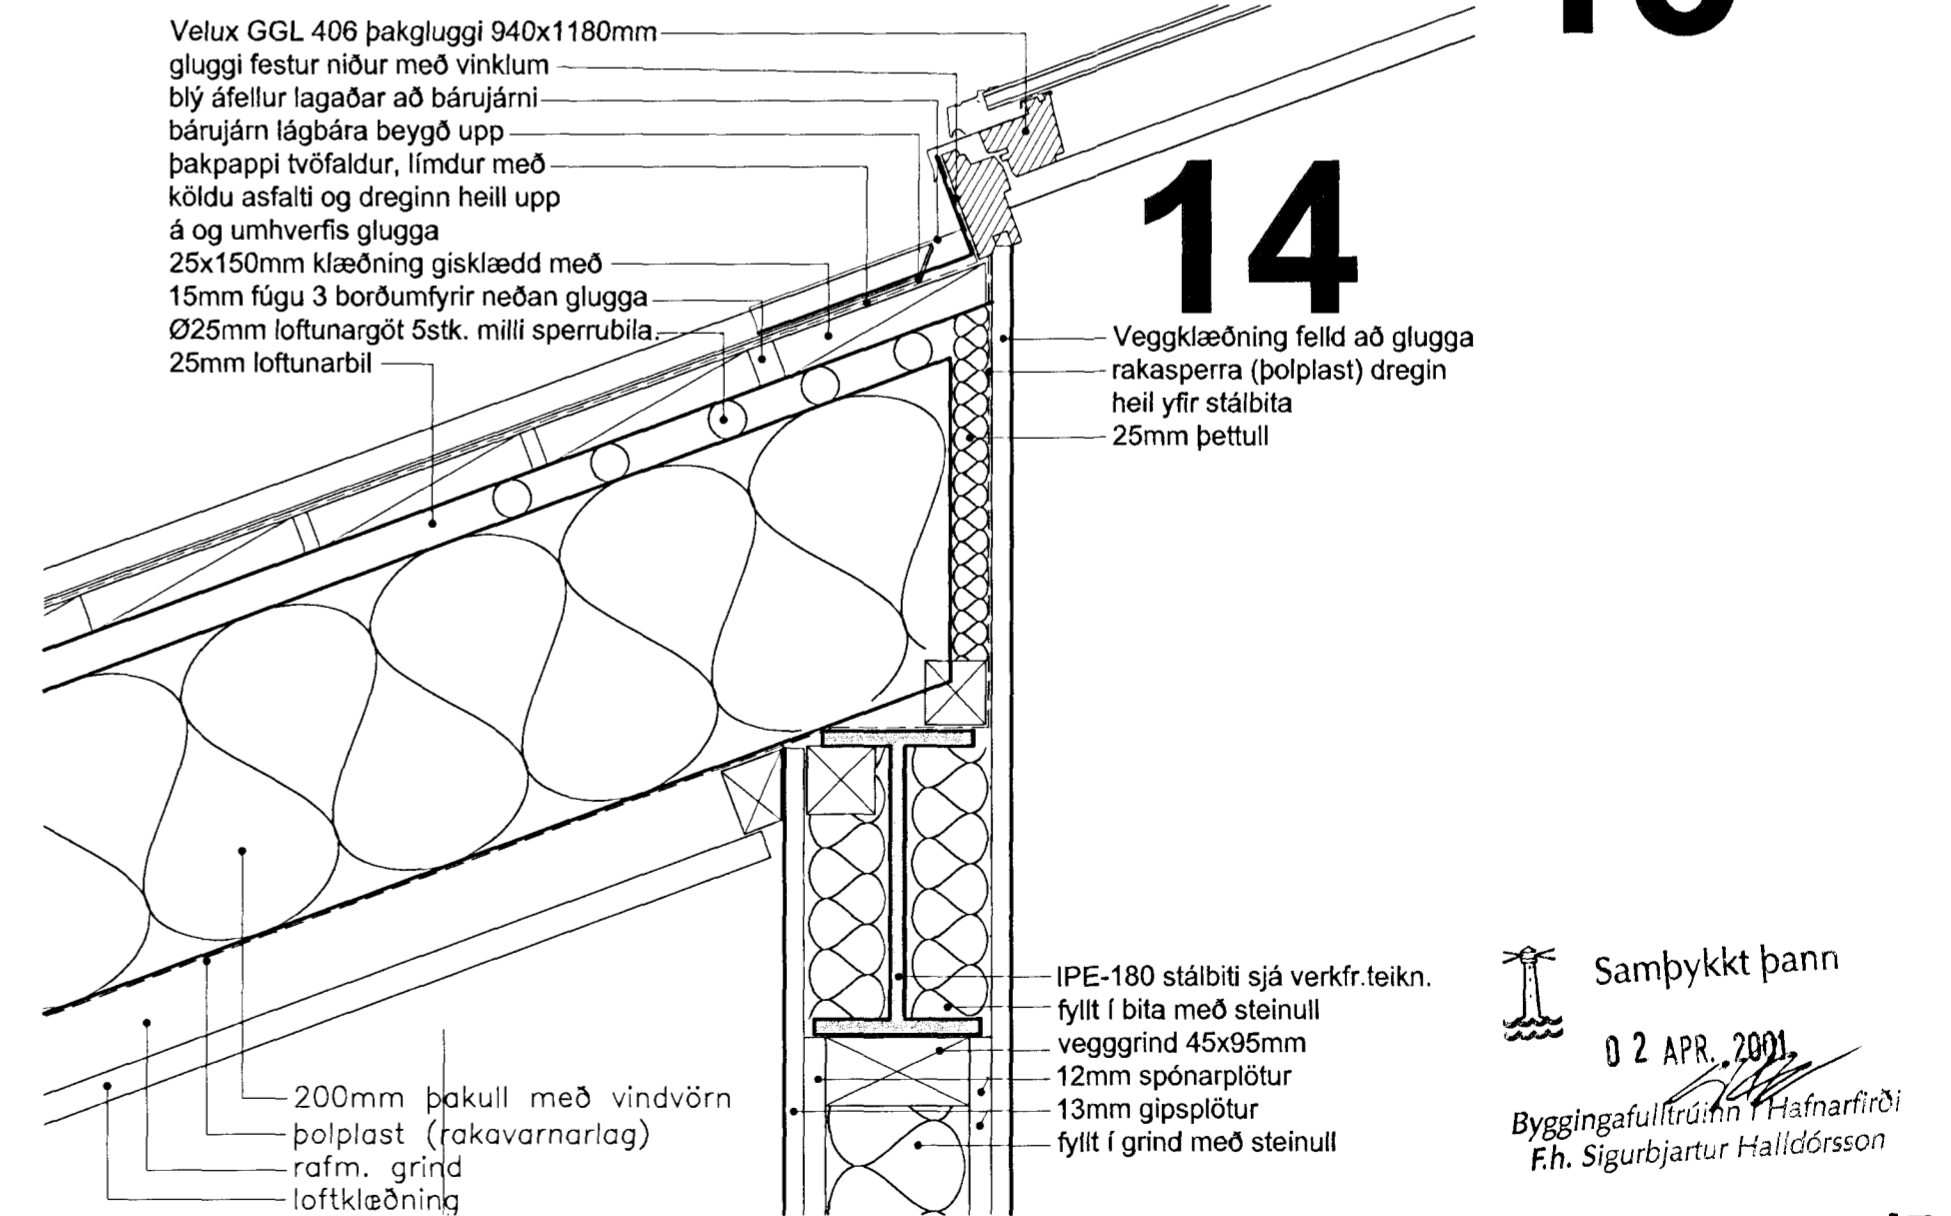 Velux GGL 406 þakgluggi 940x1180mm
gluggi festur niður með vinklum
blý áfellur lagaðar að bárujárni
bárujárn lágbára beygð upp
þakpappi tvöfaldur, límdur með
köldu asfalti og dreginn heill upp
á og umhverfis glugga
25x150mm klæðning gisklædd með
15mm fúgu 3 borðumfyrir neðan glugga
Ø25mm loftunargöt 5stk. milli sperrubila.
25mm loftunarbil
14
Veggklæðning felld að glugga
rakasperra (þolplast) dregin
heil yfir stálbita
25mm þettull
IPE-180 stálbiti sjá verkfr.teikn.
fyllt í bita með steinull
vegggrind 45x95mm
12mm spónarplötur
13mm gipsplötur
fyllt í grind með steinull
200mm þakull með vindvörn
þolplast (rakavarnarlag)
rafm. grind
loftklæðning
Samþykkt þann
02 APR. 2001
Byggingafulltrúinn í Hafnarfirði
F.h. Sigurbjartur Halldórsson